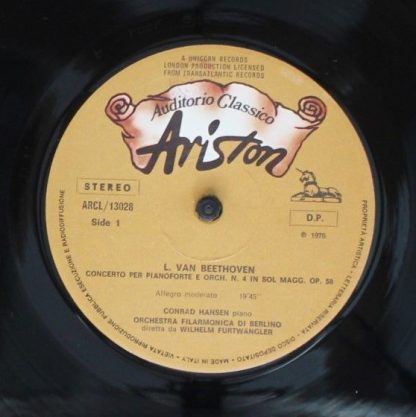 A UNICORN RECORDS
LONDON PRODUCTION LICENSED
FROM TRANSATLANTIC RECORDS
Auditorio Classico
Ariston
STEREO
ARCL/13028
Side 1
D.P.
℗ 1976
L. VAN BEETHOVEN
CONCERTO PER PIANOFORTE E ORCH. N. 4 IN SOL MAGG. OP. 58
Allegro moderato 19'45"
CONRAD HANSEN piano
ORCHESTRA FILARMONICA DI BERLINO
diretta da WILHELM FURTWANGLER
PROPRIETÀ ARTISTICA - LETTERARIA RISERVATA - DISCO DEPOSITATO - MADE IN ITALY - VIETATA RIPRODUZIONE PUBBLICA ESECUZIONE E RADIODIFFUSIONE